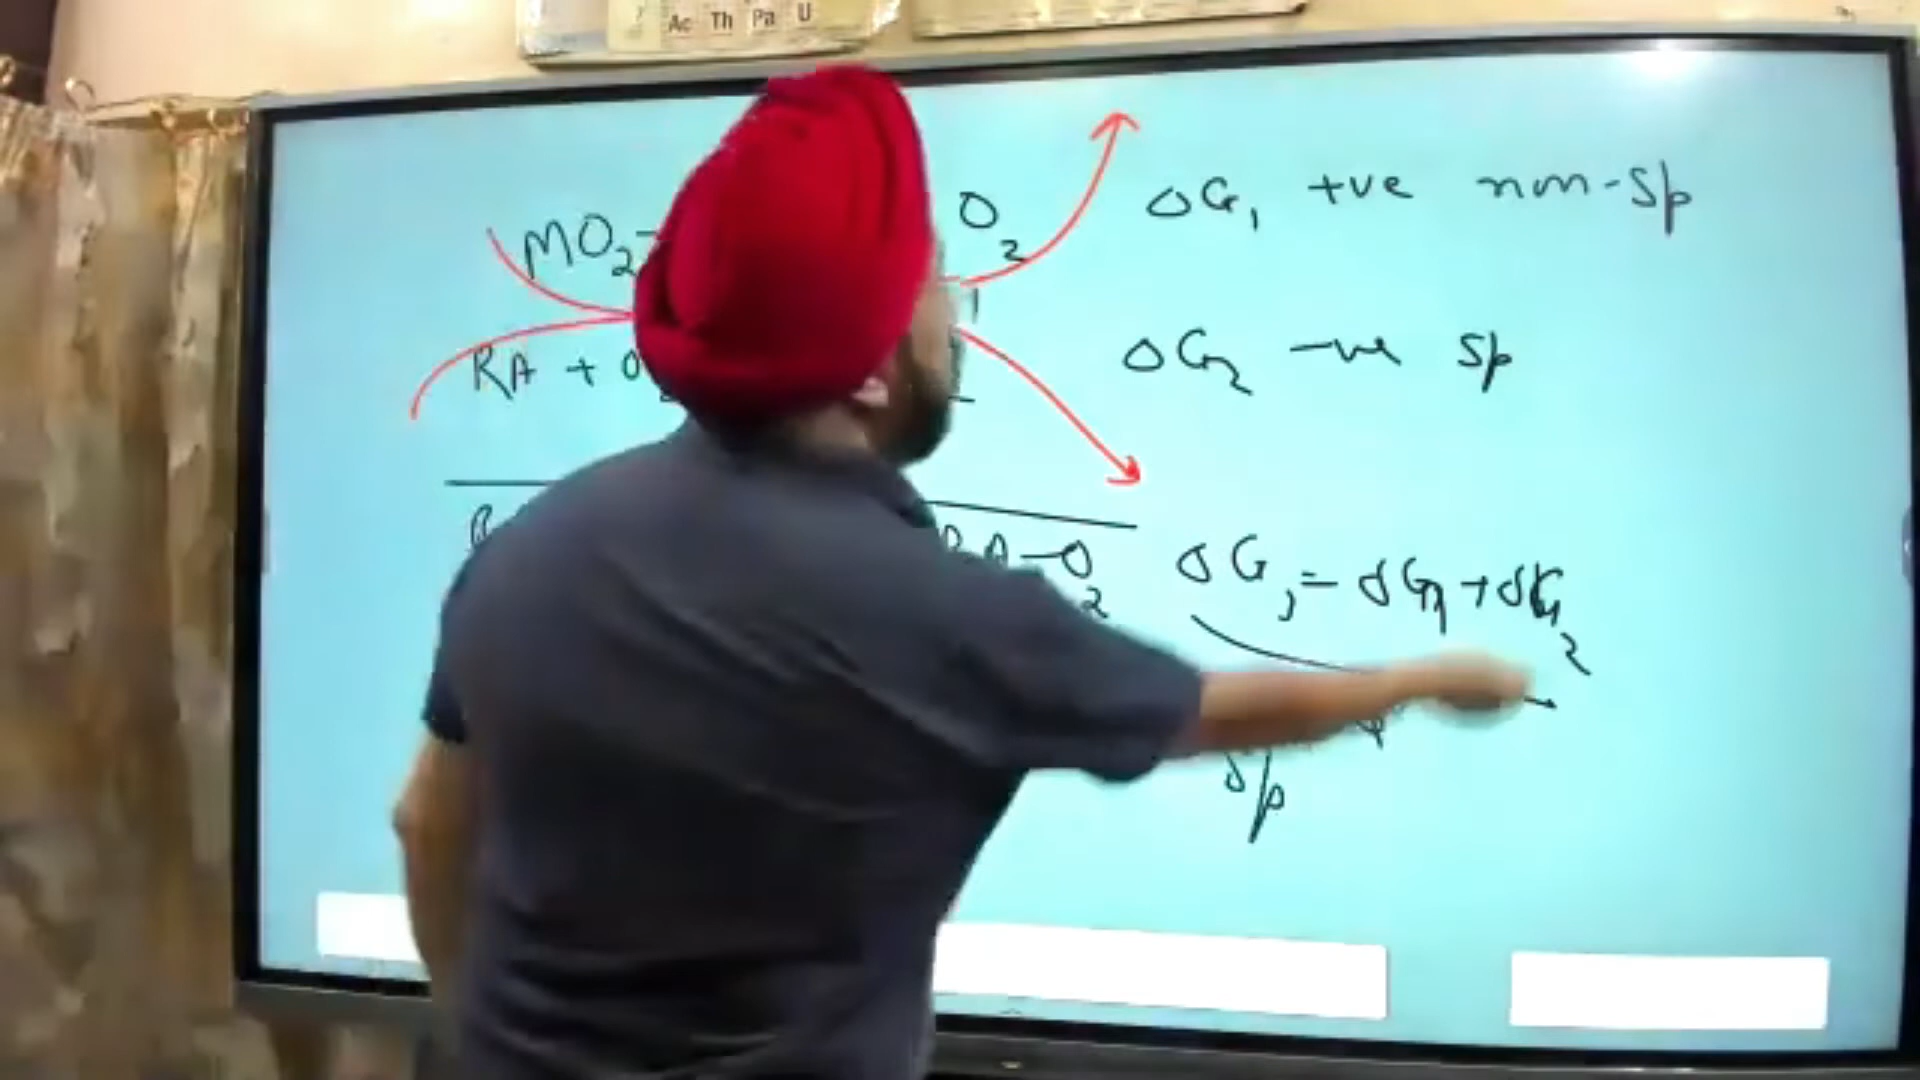 Ac Th Pa U
MO2 O2 ΔG1 +ve non-Sp
RA + O ΔG2 -ve Sp
RA-O2 ΔG3 = ΔG1 + ΔG2
Sp